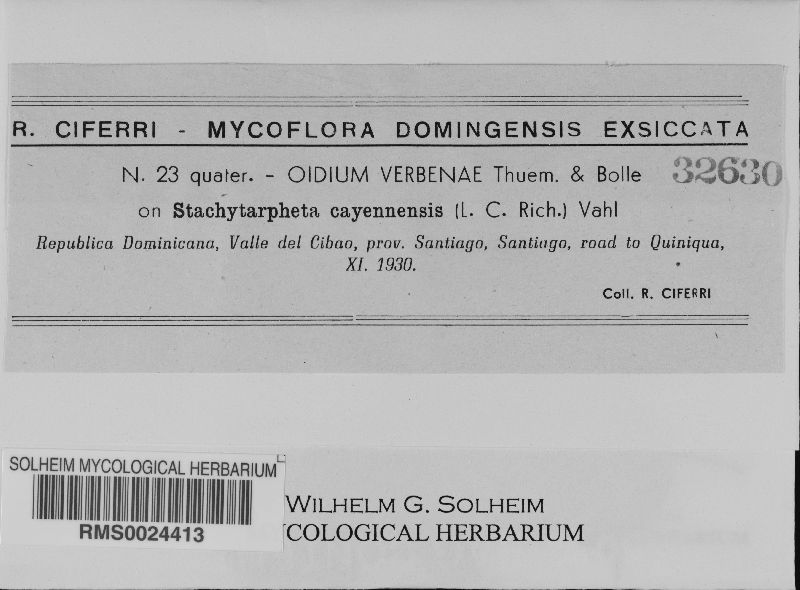 R. CIFERRI - MYCOFLORA DOMINGENSIS EXSICCATA
N. 23 quater. - OIDIUM VERBENAE Thuem. & Bolle 32630
on Stachytarpheta cayennensis (L. C. Rich.) Vahl
Republica Dominicana, Valle del Cibao, prov. Santiago, Santiago, road to Quiniqua,
XI. 1930.
Coll. R. CIFERRI
SOLHEIM MYCOLOGICAL HERBARIUM
RMS0024413
WILHELM G. SOLHEIM
COLOGICAL HERBARIUM